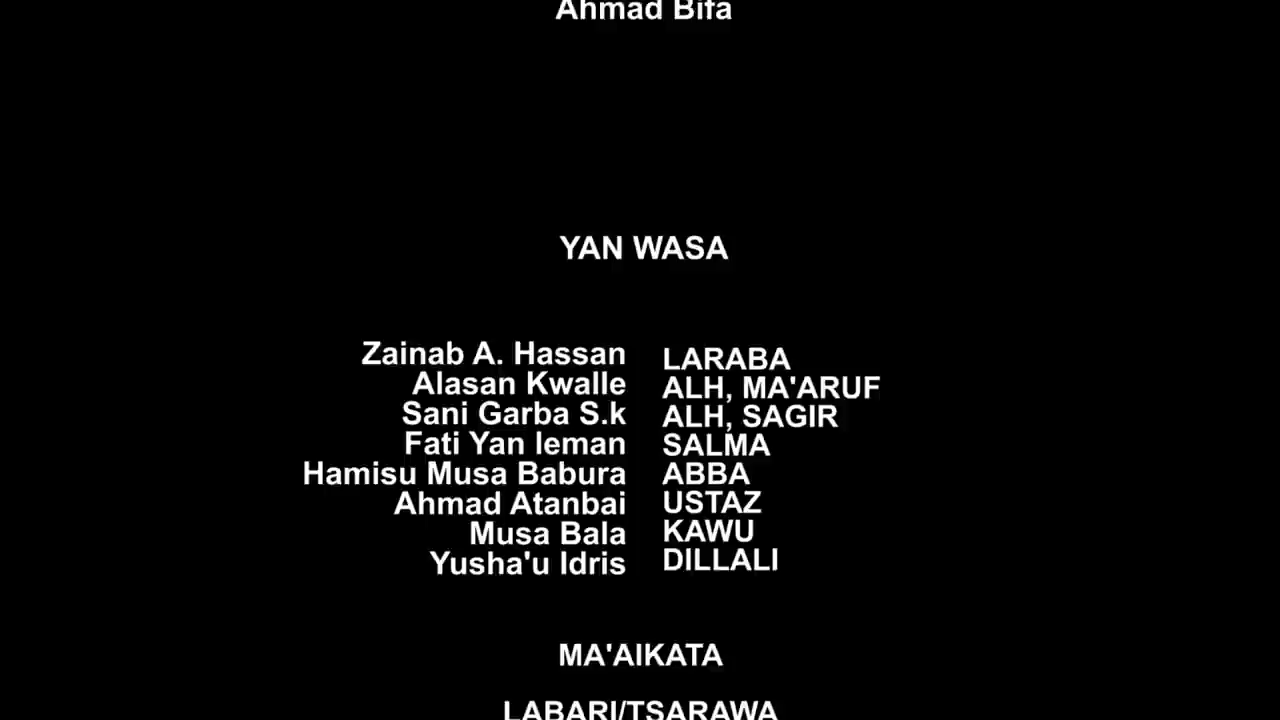 Ahmad Bifa
YAN WASA
Zainab A. Hassan LARABA
Alasan Kwalle ALH, MA'ARUF
Sani Garba S.k ALH, SAGIR
Fati Yan leman SALMA
Hamisu Musa Babura ABBA
Ahmad Atanbai USTAZ
Musa Bala KAWU
Yusha'u Idris DILLALI
MA'AIKATA
LABARI/TSARAWA